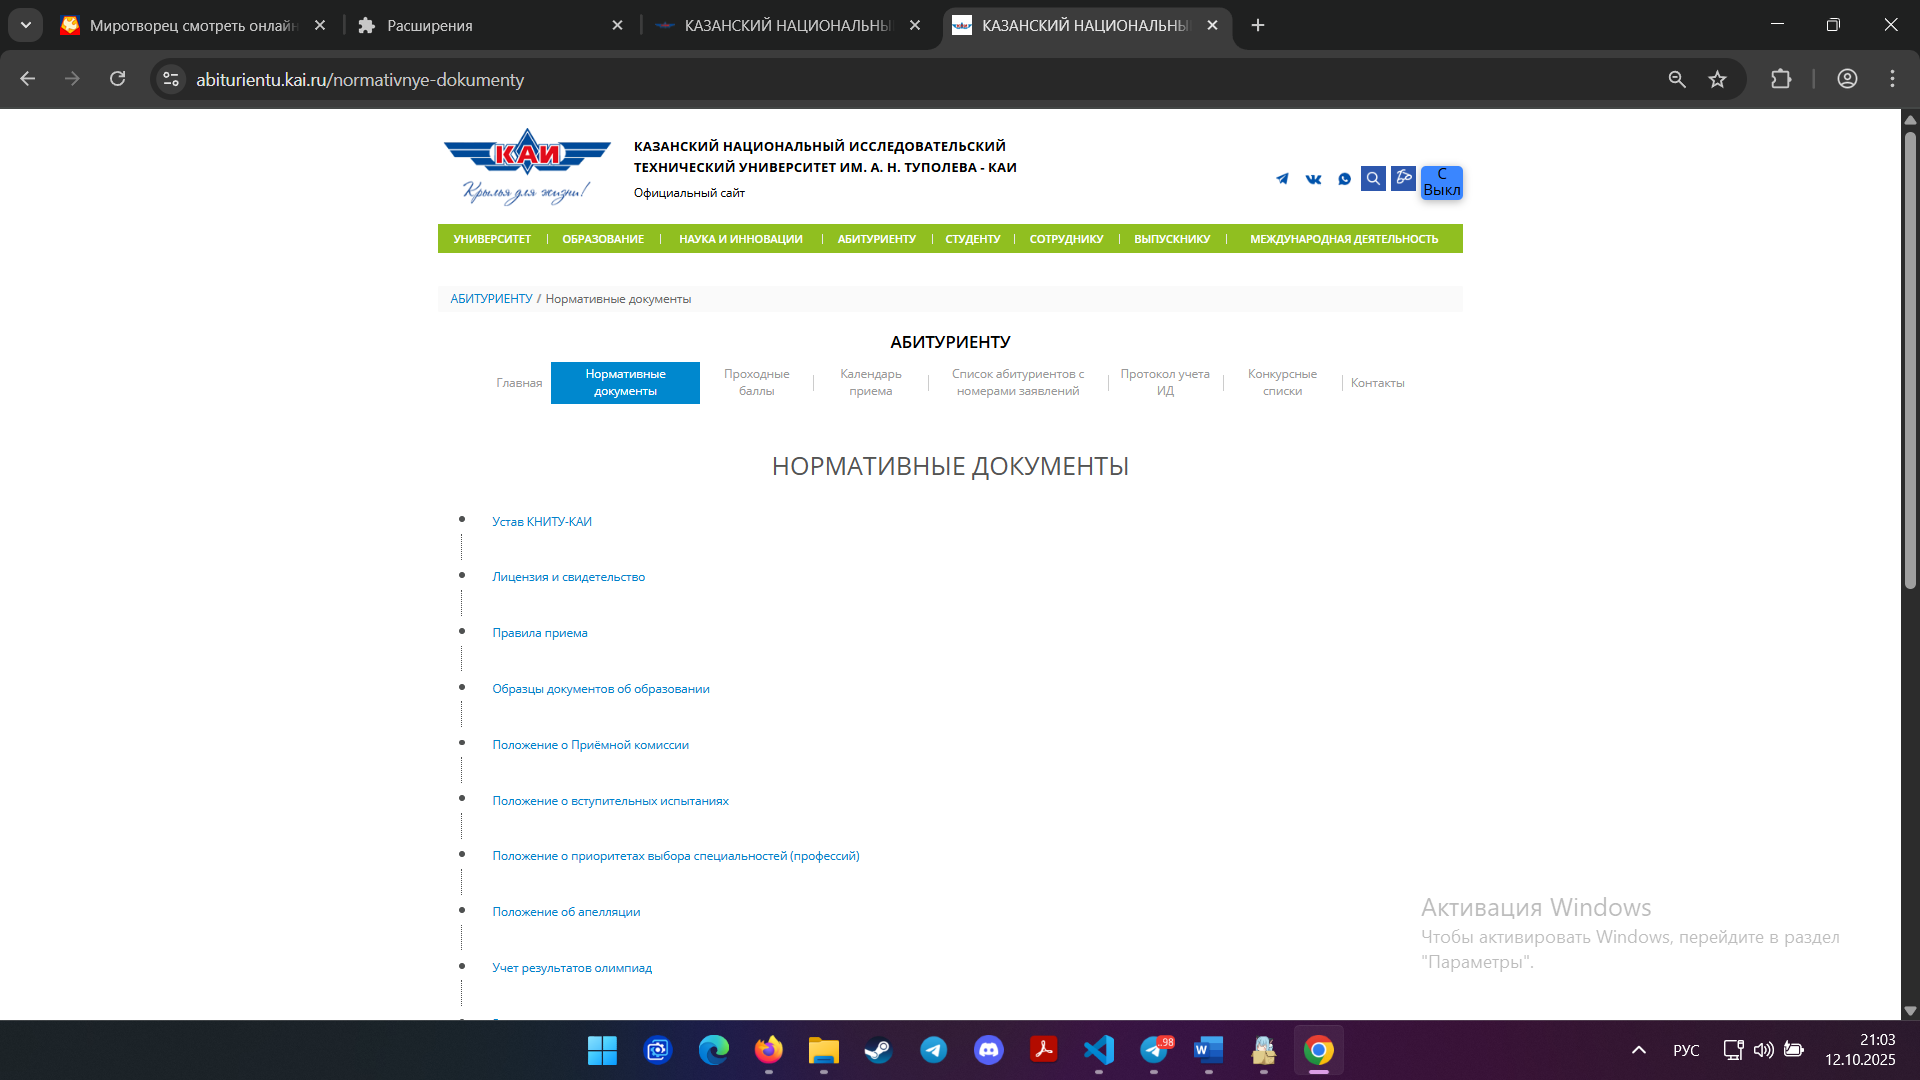 Миротворец смотреть онлайн
Расширения
КАЗАНСКИЙ НАЦИОНАЛЬНЫ
КАЗАНСКИЙ НАЦИОНАЛЬНЫ
abiturientu.kai.ru/normativnye-dokumenty
КАИ
Крылья для жизни!
КАЗАНСКИЙ НАЦИОНАЛЬНЫЙ ИССЛЕДОВАТЕЛЬСКИЙ
ТЕХНИЧЕСКИЙ УНИВЕРСИТЕТ ИМ. А. Н. ТУПОЛЕВА - КАИ
Официальный сайт
С
Выкл
УНИВЕРСИТЕТ ОБРАЗОВАНИЕ НАУКА И ИННОВАЦИИ АБИТУРИЕНТУ СТУДЕНТУ СОТРУДНИКУ ВЫПУСКНИКУ МЕЖДУНАРОДНАЯ ДЕЯТЕЛЬНОСТЬ
АБИТУРИЕНТУ / Нормативные документы
АБИТУРИЕНТУ
Главная
Нормативные
документы
Проходные
баллы
Календарь
приема
Список абитуриентов с
номерами заявлений
Протокол учета
ИД
Конкурсные
списки
Контакты
НОРМАТИВНЫЕ ДОКУМЕНТЫ
Устав КНИТУ-КАИ
Лицензия и свидетельство
Правила приема
Образцы документов об образовании
Положение о Приёмной комиссии
Положение о вступительных испытаниях
Положение о приоритетах выбора специальностей (профессий)
Положение об апелляции
Учет результатов олимпиад
Активация Windows
Чтобы активировать Windows, перейдите в раздел
"Параметры".
98
РУС
21:03
12.10.2025